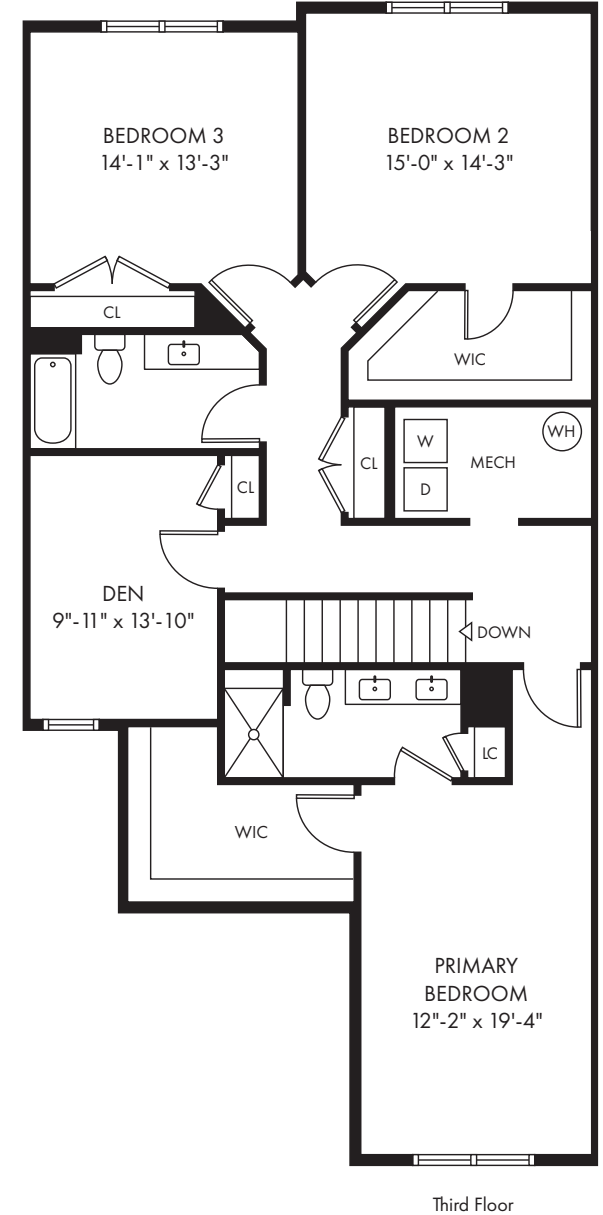 BEDROOM 3
14'-1" x 13'-3"
BEDROOM 2
15'-0" x 14'-3"
CL
WIC
W
D
CL
MECH
WH
CL
DEN
9"-11" x 13'-10"
DOWN
LC
WIC
PRIMARY
BEDROOM
12"-2" x 19'-4"
Third Floor